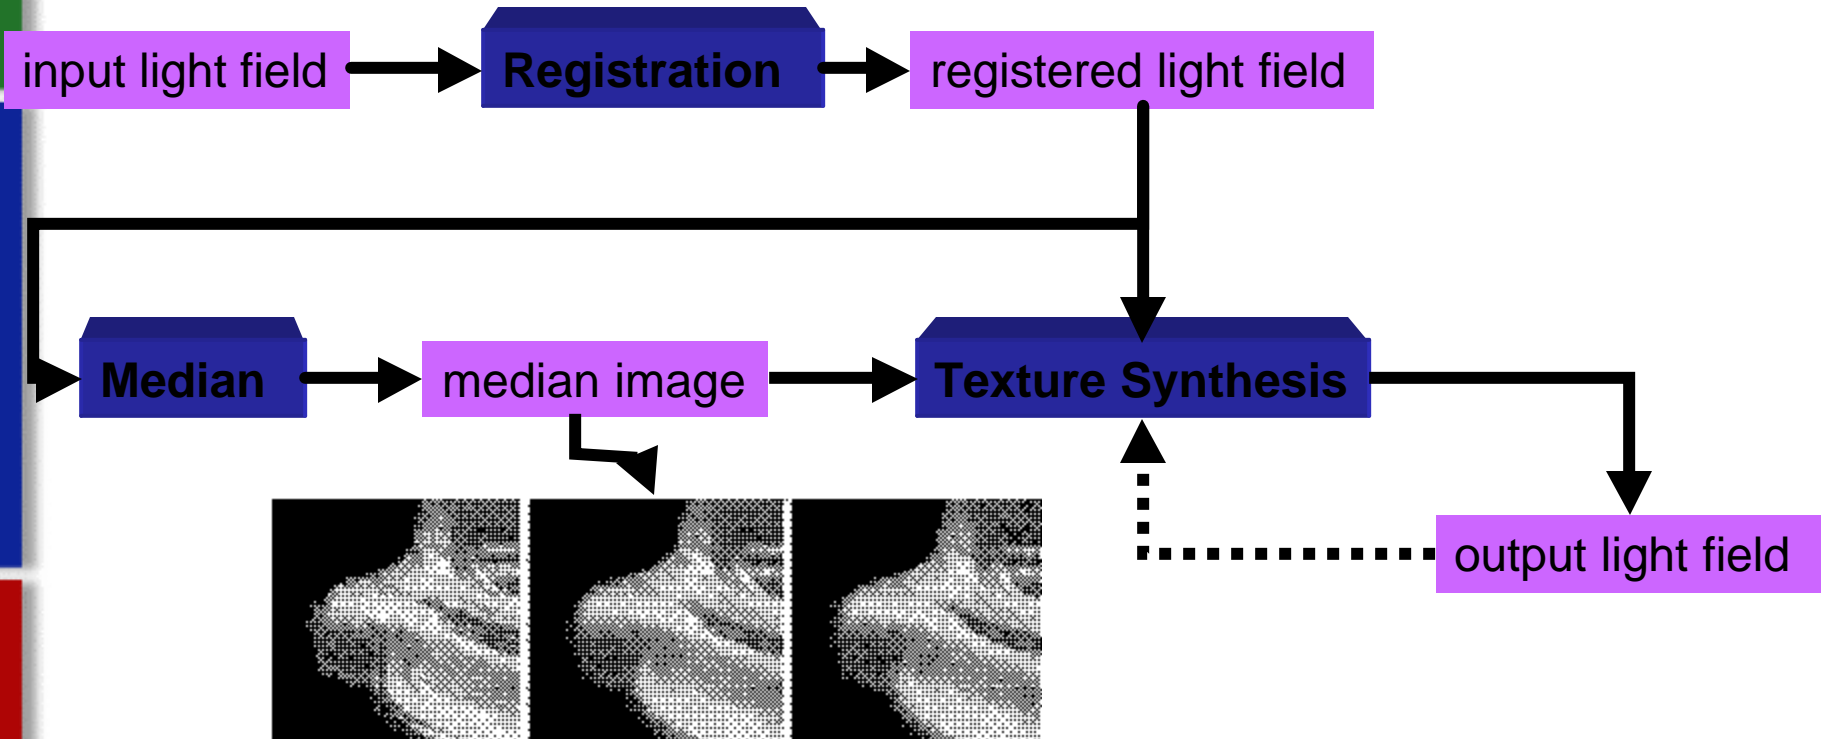 input light field
Registration
registered light field
Median
median image
Texture Synthesis
output light field